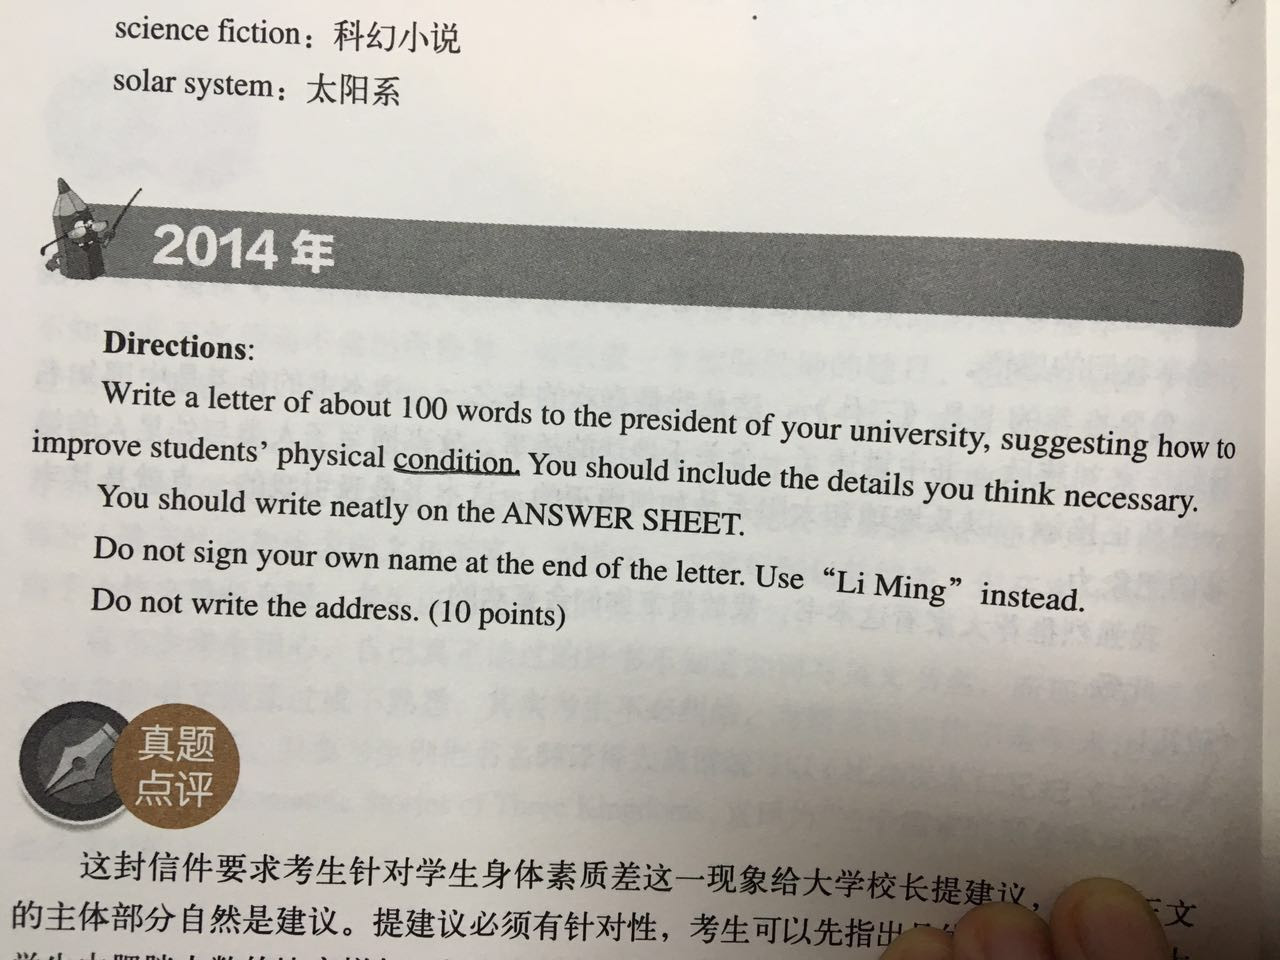 science fiction：科幻小说
solar system：太阳系
2014 年
Directions:
Write a letter of about 100 words to the president of your university, suggesting how to
improve students’ physical condition. You should include the details you think necessary.
You should write neatly on the ANSWER SHEET.
Do not sign your own name at the end of the letter. Use “Li Ming” instead.
Do not write the address. (10 points)
真题
点评
这封信件要求考生针对学生身体素质差这一现象给大学校长提建议，正文
的主体部分自然是建议。提建议必须有针对性，考生可以先指出